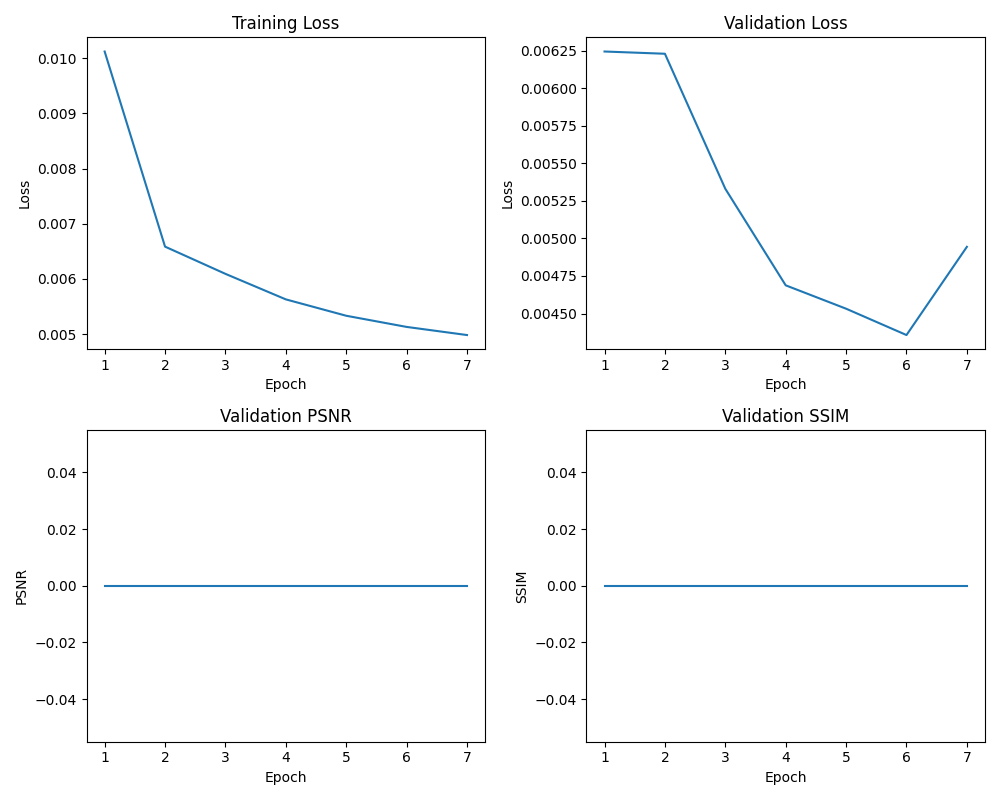 Training Loss
0.010
0.009
0.008
0.007
0.006
0.005
Loss
1 2 3 4 5 6 7
Epoch
Validation Loss
0.00625
0.00600
0.00575
0.00550
0.00525
0.00500
0.00475
0.00450
Loss
1 2 3 4 5 6 7
Epoch
Validation PSNR
0.04
0.02
0.00
−0.02
−0.04
PSNR
1 2 3 4 5 6 7
Epoch
Validation SSIM
0.04
0.02
0.00
−0.02
−0.04
SSIM
1 2 3 4 5 6 7
Epoch